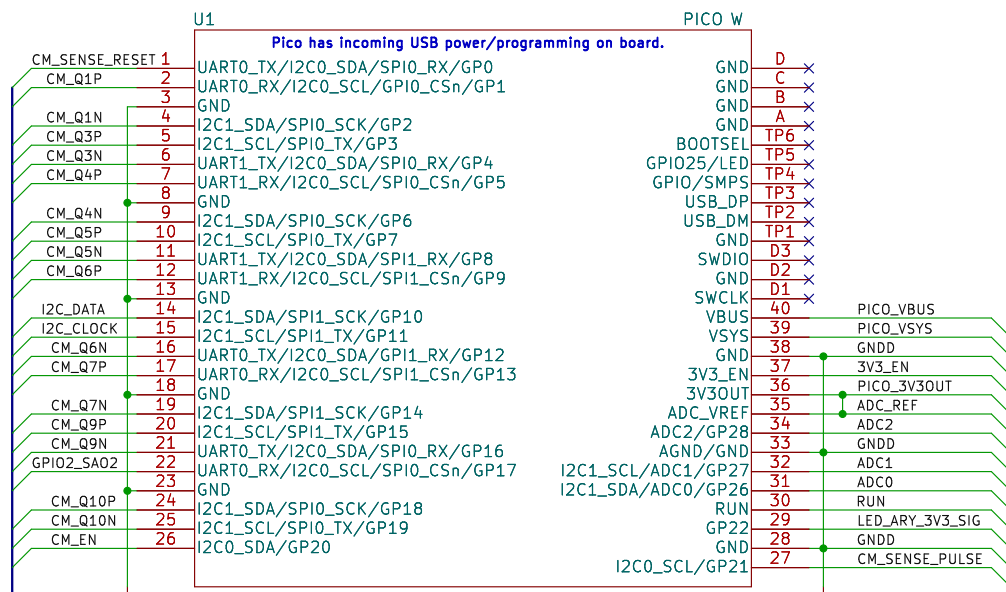 U1 PICO W
Pico has incoming USB power/programming on board.
CM_SENSE_RESET 1 UART0_TX/I2C0_SDA/SPI0_RX/GP0 GND D
CM_Q1P 2 UART0_RX/I2C0_SCL/GPI0_CSn/GP1 GND C
3 GND GND B
CM_Q1N 4 I2C1_SDA/SPI0_SCK/GP2 GND A
CM_Q3P 5 I2C1_SCL/SPI0_TX/GP3 BOOTSEL TP6
CM_Q3N 6 UART1_TX/I2C0_SDA/SPI0_RX/GP4 GPIO25/LED TP5
CM_Q4P 7 UART1_RX/I2C0_SCL/SPI0_CSn/GP5 GPIO/SMPS TP4
8 GND USB_DP TP3
CM_Q4N 9 I2C1_SDA/SPI0_SCK/GP6 USB_DM TP2
CM_Q5P 10 I2C1_SCL/SPI0_TX/GP7 GND TP1
CM_Q5N 11 UART1_TX/I2C0_SDA/SPI1_RX/GP8 SWDIO D3
CM_Q6P 12 UART1_RX/I2C0_SCL/SPI1_CSn/GP9 GND D2
13 GND SWCLK D1
I2C_DATA 14 I2C1_SDA/SPI1_SCK/GP10 VBUS 40 PICO_VBUS
I2C_CLOCK 15 I2C1_SCL/SPI1_TX/GP11 VSYS 39 PICO_VSYS
CM_Q6N 16 UART0_TX/I2C0_SDA/GPI1_RX/GP12 GND 38 GNDD
CM_Q7P 17 UART0_RX/I2C0_SCL/SPI1_CSn/GP13 3V3_EN 37 3V3_EN
18 GND 3V3OUT 36 PICO_3V3OUT
CM_Q7N 19 I2C1_SDA/SPI1_SCK/GP14 ADC_VREF 35 ADC_REF
CM_Q9P 20 I2C1_SCL/SPI1_TX/GP15 ADC2/GP28 34 ADC2
CM_Q9N 21 UART0_TX/I2C0_SDA/SPI0_RX/GP16 AGND/GND 33 GNDD
GPIO2_SAO2 22 UART0_RX/I2C0_SCL/SPI0_CSn/GP17 I2C1_SCL/ADC1/GP27 32 ADC1
23 GND I2C1_SDA/ADC0/GP26 31 ADC0
CM_Q10P 24 I2C1_SDA/SPI0_SCK/GP18 RUN 30 RUN
CM_Q10N 25 I2C1_SCL/SPI0_TX/GP19 GP22 29 LED_ARY_3V3_SIG
CM_EN 26 I2C0_SDA/GP20 GND 28 GNDD
I2C0_SCL/GP21 27 CM_SENSE_PULSE